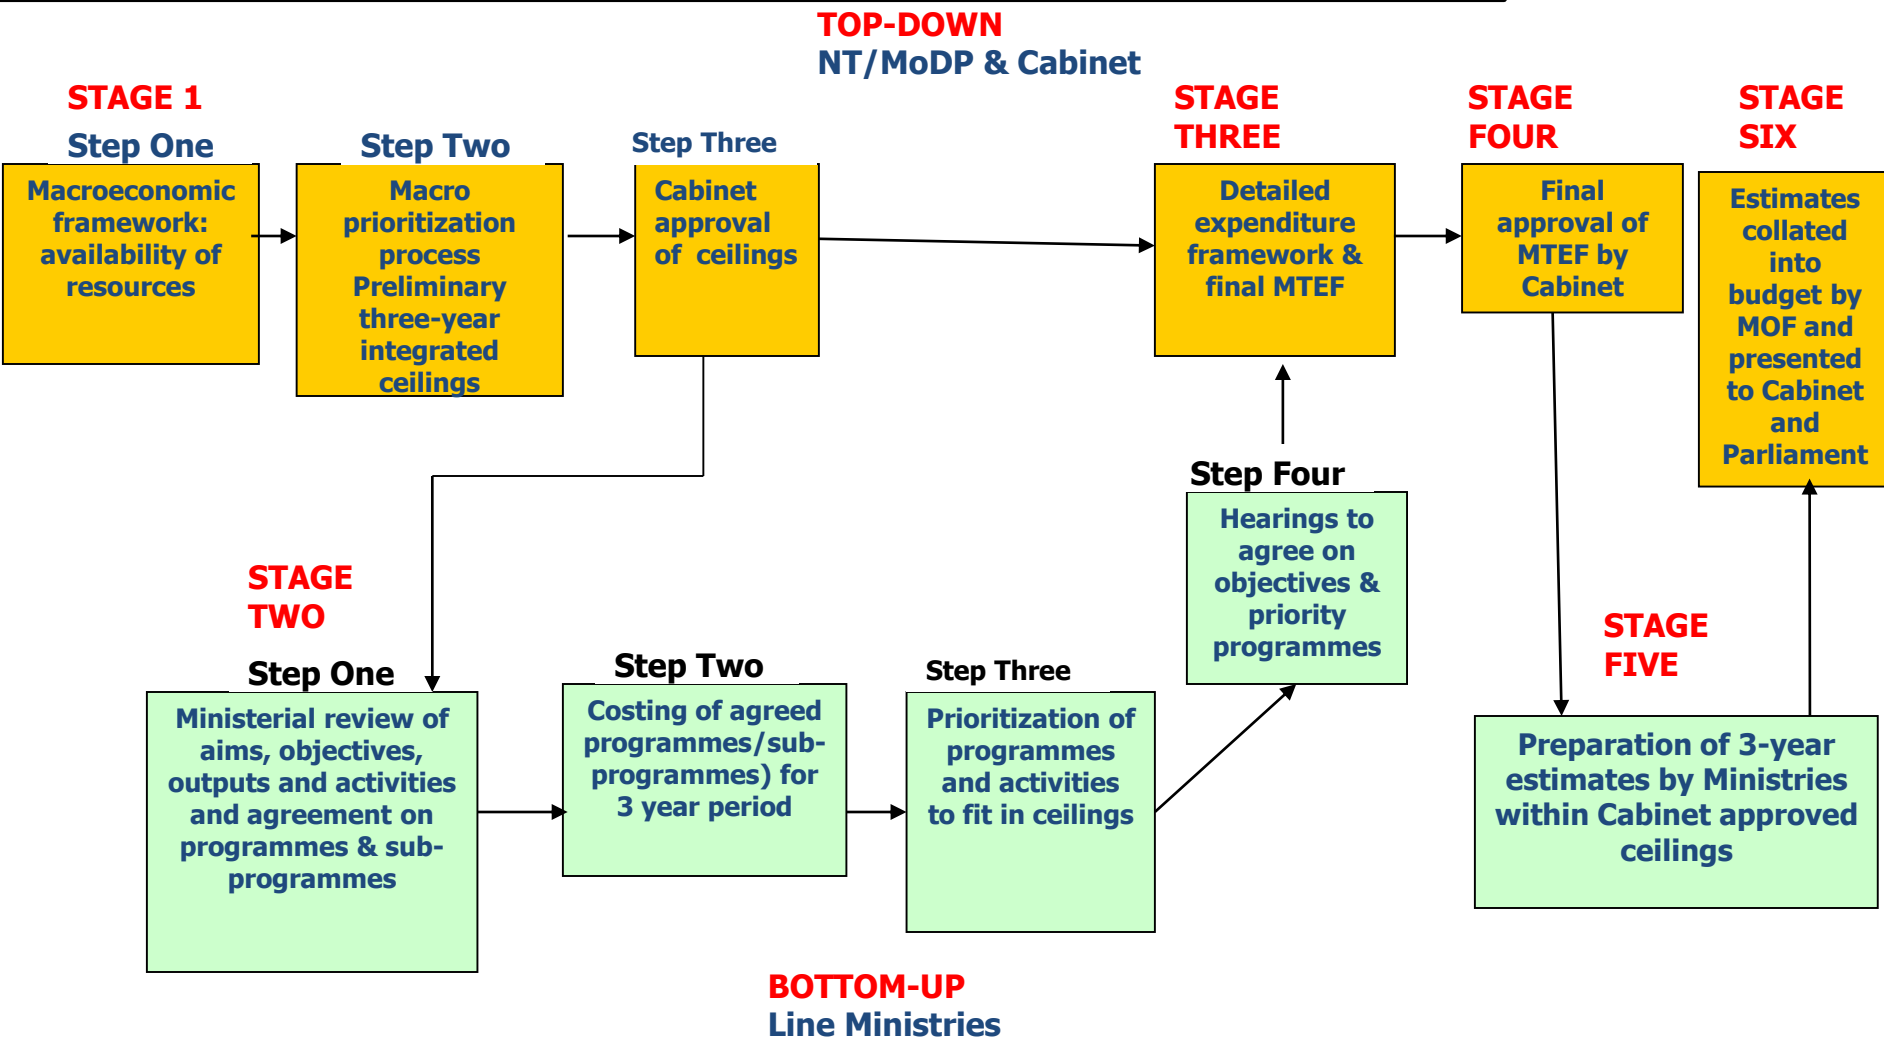 TOP-DOWN
NT/MoDP & Cabinet
STAGE 1
Step One
Macroeconomic
framework:
availability of
resources
Step Two
Macro
prioritization
process
Preliminary
three-year
integrated
ceilings
Step Three
Cabinet
approval
of ceilings
STAGE
THREE
Detailed
expenditure
framework &
final MTEF
STAGE
FOUR
Final
approval of
MTEF by
Cabinet
STAGE
SIX
Estimates
collated
into
budget by
MOF and
presented
to Cabinet
and
Parliament
STAGE
TWO
Step One
Ministerial review of
aims, objectives,
outputs and activities
and agreement on
programmes & sub-
programmes
Step Two
Costing of agreed
programmes/sub-
programmes) for
3 year period
Step Three
Prioritization of
programmes
and activities
to fit in ceilings
Step Four
Hearings to
agree on
objectives &
priority
programmes
STAGE
FIVE
Preparation of 3-year
estimates by Ministries
within Cabinet approved
ceilings
BOTTOM-UP
Line Ministries